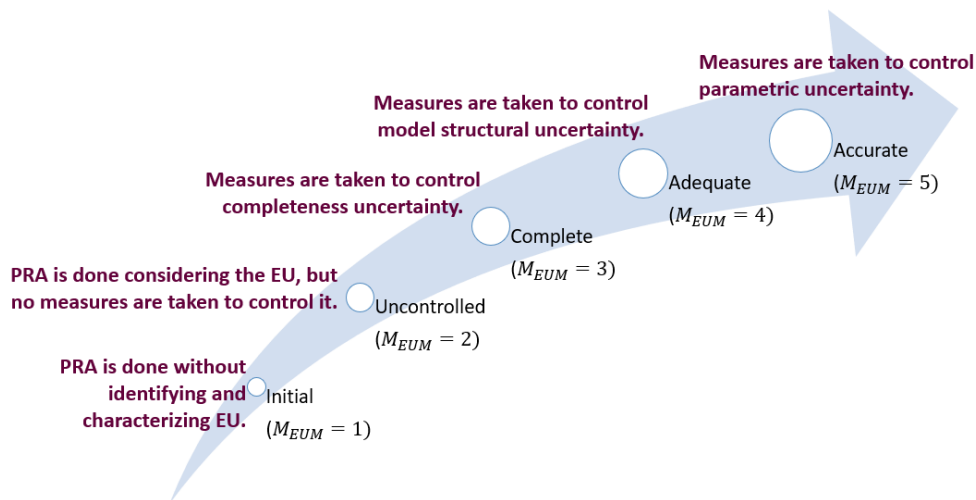 Measures are taken to control
parametric uncertainty.
Accurate
(M_EUM = 5)
Measures are taken to control
model structural uncertainty.
Adequate
(M_EUM = 4)
Measures are taken to control
completeness uncertainty.
Complete
(M_EUM = 3)
PRA is done considering the EU, but
no measures are taken to control it.
Uncontrolled
(M_EUM = 2)
PRA is done without
identifying and
characterizing EU.
Initial
(M_EUM = 1)